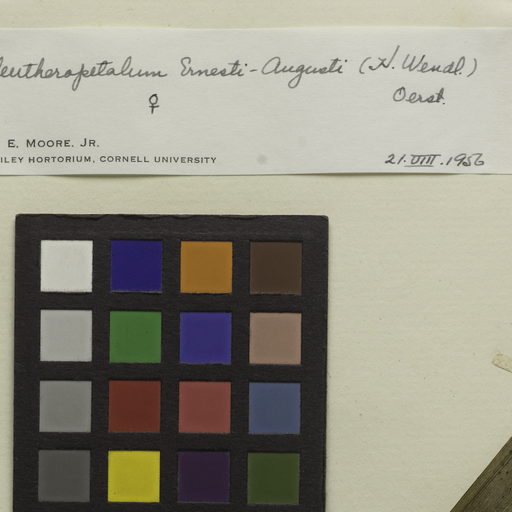 leutheropetalum Ernesti-Augusti (H. Wendl.)
♀ Oerst.
E. MOORE, JR.
ILEY HORTORIUM, CORNELL UNIVERSITY
21.VIII.1956